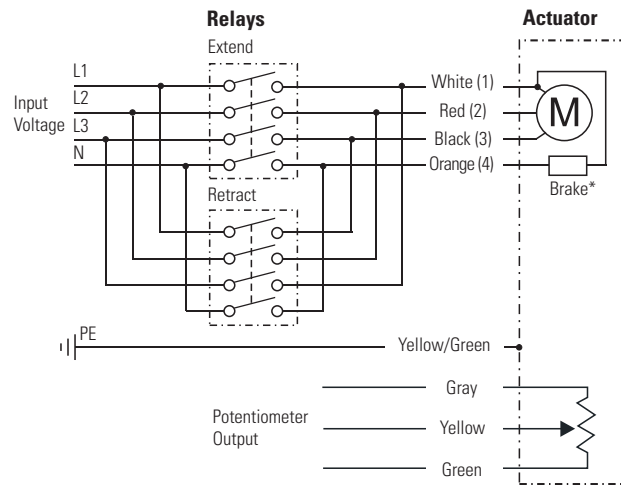 Relays
Actuator
Extend
L1
L2
L3
N
Input
Voltage
White (1)
Red (2)
Black (3)
Orange (4)
M
Brake*
Retract
PE
Yellow/Green
Gray
Potentiometer
Output
Yellow
Green